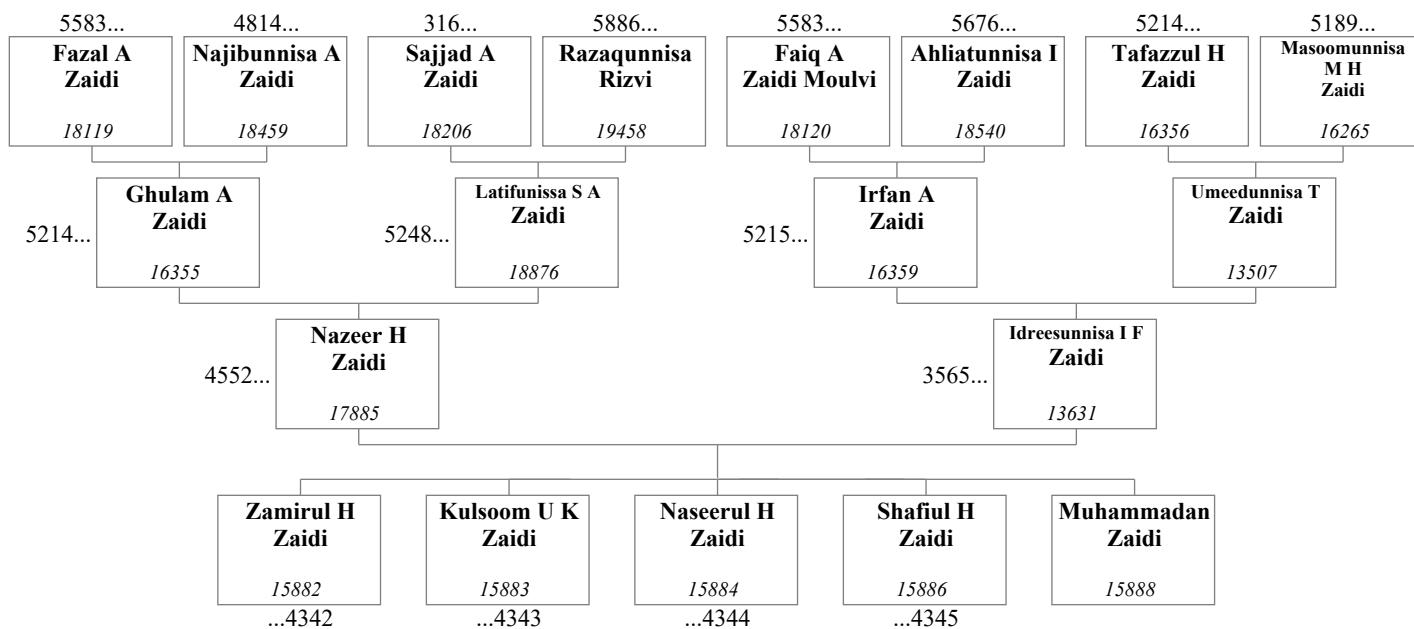 5583...
4814...
316...
5886...
5583...
5676...
5214...
5189...
Fazal A
Zaidi
18119
Najibunnisa A
Zaidi
18459
Sajjad A
Zaidi
18206
Razaqunnisa
Rizvi
19458
Faiq A
Zaidi Moulvi
18120
Ahliatunnisa I
Zaidi
18540
Tafazzul H
Zaidi
16356
Masoomunnisa
M H
Zaidi
16265
5214...
Ghulam A
Zaidi
16355
5248...
Latifunissa S A
Zaidi
18876
5215...
Irfan A
Zaidi
16359
Umeedunnisa T
Zaidi
13507
4552...
Nazeer H
Zaidi
17885
3565...
Idreesunnisa I F
Zaidi
13631
Zamirul H
Zaidi
15882
...4342
Kulsoom U K
Zaidi
15883
...4343
Naseerul H
Zaidi
15884
...4344
Shafiul H
Zaidi
15886
...4345
Muhammadan
Zaidi
15888